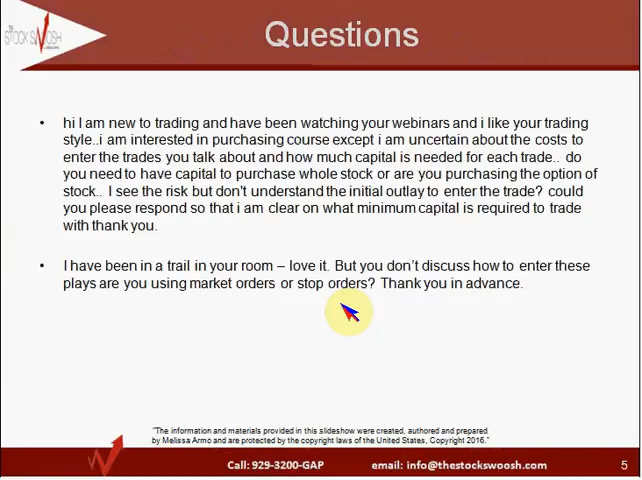 THE
STOCK SWOOSH
Questions
• hi I am new to trading and have been watching your webinars and i like your trading
style..i am interested in purchasing course except i am uncertain about the costs to
enter the trades you talk about and how much capital is needed for each trade.. do
you need to have capital to purchase whole stock or are you purchasing the option of
stock.. I see the risk but don't understand the initial outlay to enter the trade? could
you please respond so that i am clear on what minimum capital is required to trade
with thank you.
• I have been in a trail in your room – love it. But you don’t discuss how to enter these
plays are you using market orders or stop orders? Thank you in advance.
"The information and materials provided in this slideshow were created, authored and prepared
by Melissa Armo and are protected by the copyright laws of the United States, Copyright 2016."
Call: 929-3200-GAP email: info@thestockswoosh.com 5